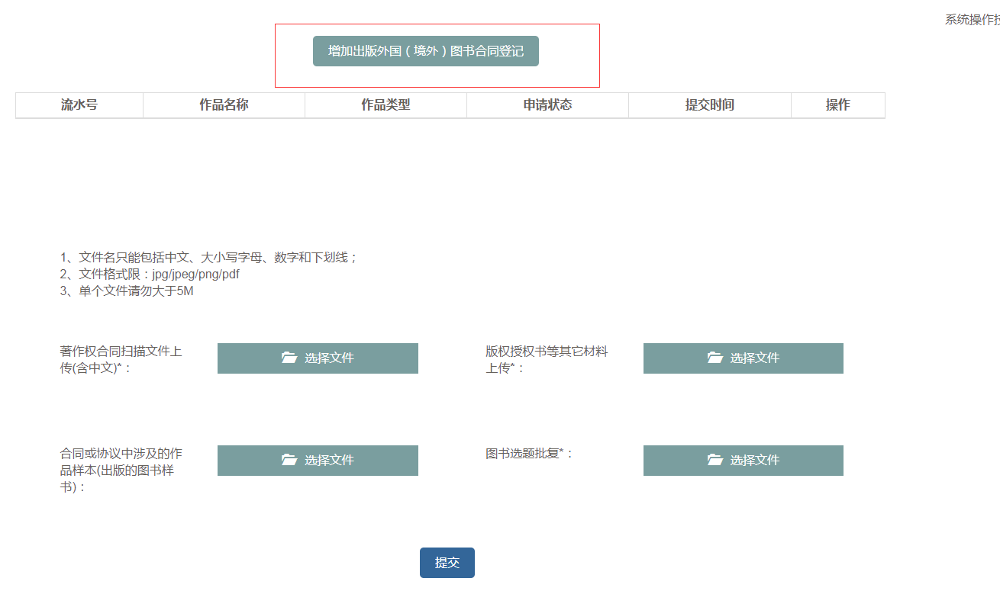 系统操作技
增加出版外国（境外）图书合同登记
流水号 作品名称 作品类型 申请状态 提交时间 操作
1、文件名只能包括中文、大小写字母、数字和下划线；
2、文件格式限：jpg/jpeg/png/pdf
3、单个文件请勿大于5M
著作权合同扫描文件上
传(含中文)*：
选择文件
版权授权书等其它材料
上传*：
选择文件
合同或协议中涉及的作
品样本(出版的图书样
书)：
选择文件
图书选题批复*：
选择文件
提交